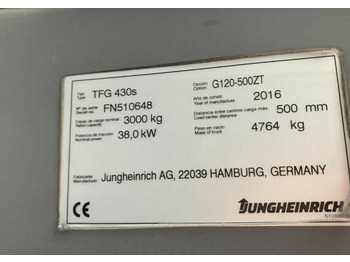 Tipo
Type
TFG 430s
Opción
Option
G120-500ZT
Nº de serie
Serial no.
FN510648
Año de constr.
Year of manufacture
2016
Capac. de carga nominal
Rated capacity
3000 kg
Distancia entre centros carga máx.
Load center distance
500 mm
Potencia de tracción
Nominal power
38,0 kW
Peso en vacío
Mass of truck
4764 kg
Fabricante
Manufacturer
Jungheinrich AG, 22039 HAMBURG, GERMANY
CE
JUNGHEINRICH